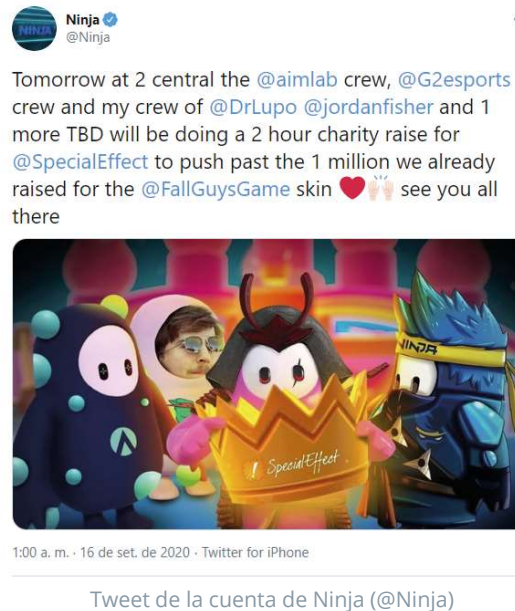 Ninja
@Ninja
Tomorrow at 2 central the @aimlab crew, @G2esports
crew and my crew of @DrLupo @jordanfisher and 1
more TBD will be doing a 2 hour charity raise for
@SpecialEffect to push past the 1 million we already
raised for the @FallGuysGame skin ❤️🙌🏻 see you all
there
NINJA
SpecialEffect
1:00 a. m. · 16 de set. de 2020 · Twitter for iPhone
Tweet de la cuenta de Ninja (@Ninja)